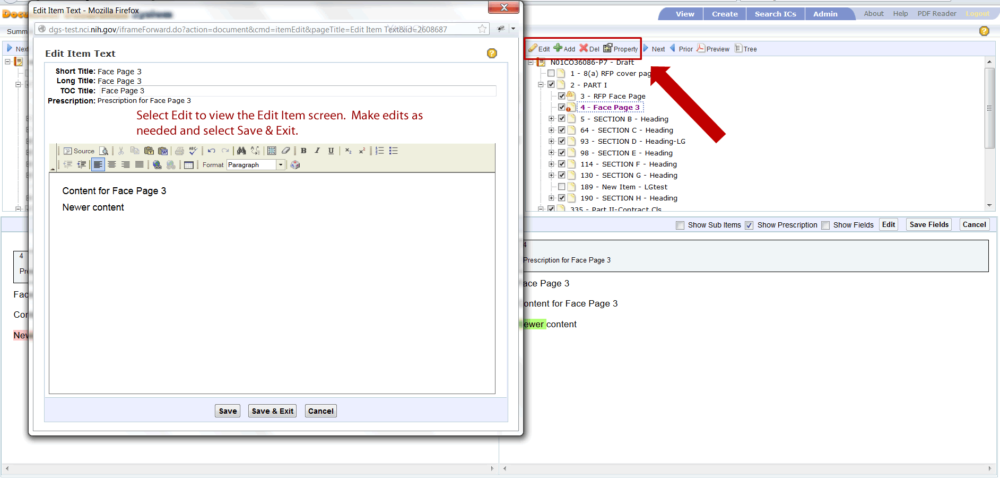 Edit Item Text - Mozilla Firefox
dgs-test.nci.nih.gov/iframeForward.do?action=document&cmd=itemEdit&pageTitle=Edit Item Text&id=2608687
Edit Item Text
Short Title: Face Page 3
Long Title: Face Page 3
TOC Title: Face Page 3
Prescription: Prescription for Face Page 3
Select Edit to view the Edit Item screen. Make edits as
needed and select Save & Exit.
Source
B I U
Format Paragraph
Content for Face Page 3
Newer content
Save Save & Exit Cancel
View Create Search ICs Admin About Help PDF Reader Logout
Summ
Next
Edit Add Del Property Next Prior Preview Tree
N01CO36086-P7 - Draft
1 - 8(a) RFP cover pag
2 - PART I
3 - RFP Face Page
4 - Face Page 3
5 - SECTION B - Heading
64 - SECTION C - Heading
93 - SECTION D - Heading-LG
98 - SECTION E - Heading
114 - SECTION F - Heading
130 - SECTION G - Heading
189 - New Item - LGtest
190 - SECTION H - Heading
335 - Part II-Contract Cls
Show Sub Items Show Prescription Show Fields Edit Save Fields Cancel
4
Pre
Fac
Con
New
4
Prescription for Face Page 3
ace Page 3
ontent for Face Page 3
ewer content